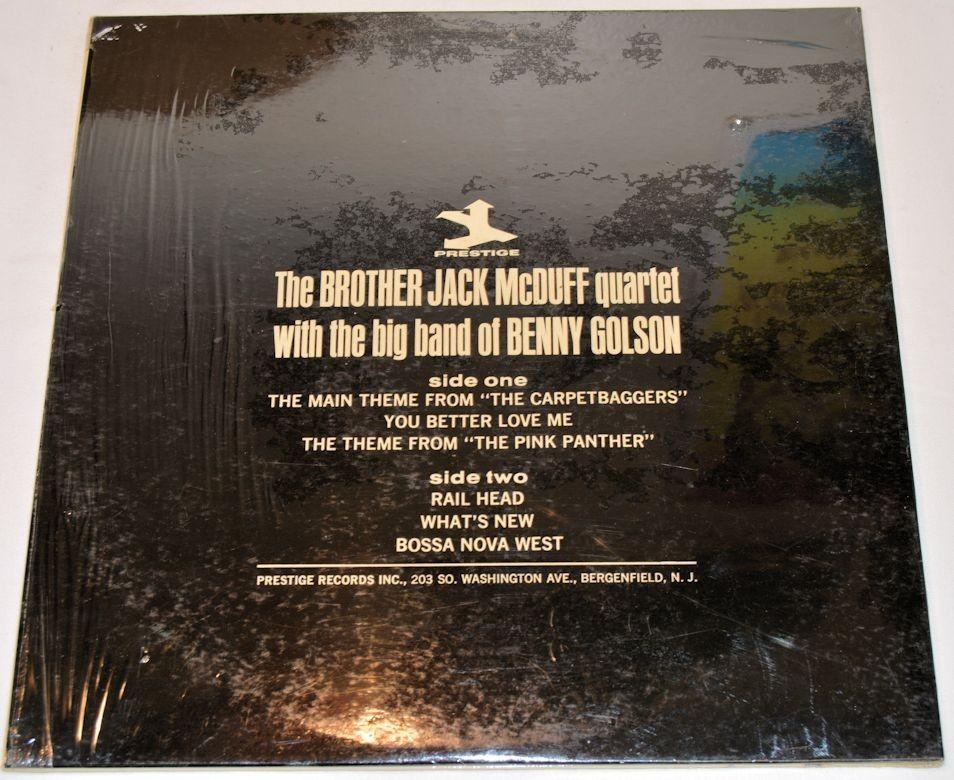 PRESTIGE
The BROTHER JACK McDUFF quartet
with the big band of BENNY GOLSON
side one
THE MAIN THEME FROM "THE CARPETBAGGERS"
YOU BETTER LOVE ME
THE THEME FROM "THE PINK PANTHER"
side two
RAIL HEAD
WHAT'S NEW
BOSSA NOVA WEST
PRESTIGE RECORDS INC., 203 SO. WASHINGTON AVE., BERGENFIELD, N. J.